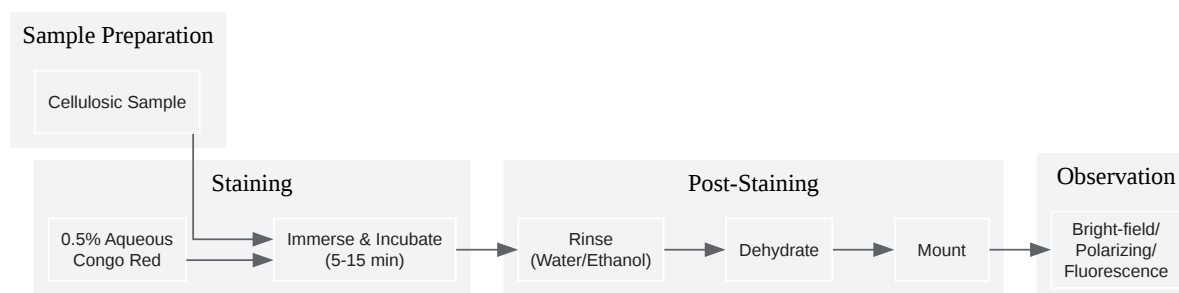 Sample Preparation
Cellulosic Sample
Staining
0.5% Aqueous
Congo Red
Immerse & Incubate
(5-15 min)
Post-Staining
Rinse
(Water/Ethanol)
Dehydrate
Mount
Observation
Bright-field/
Polarizing/
Fluorescence